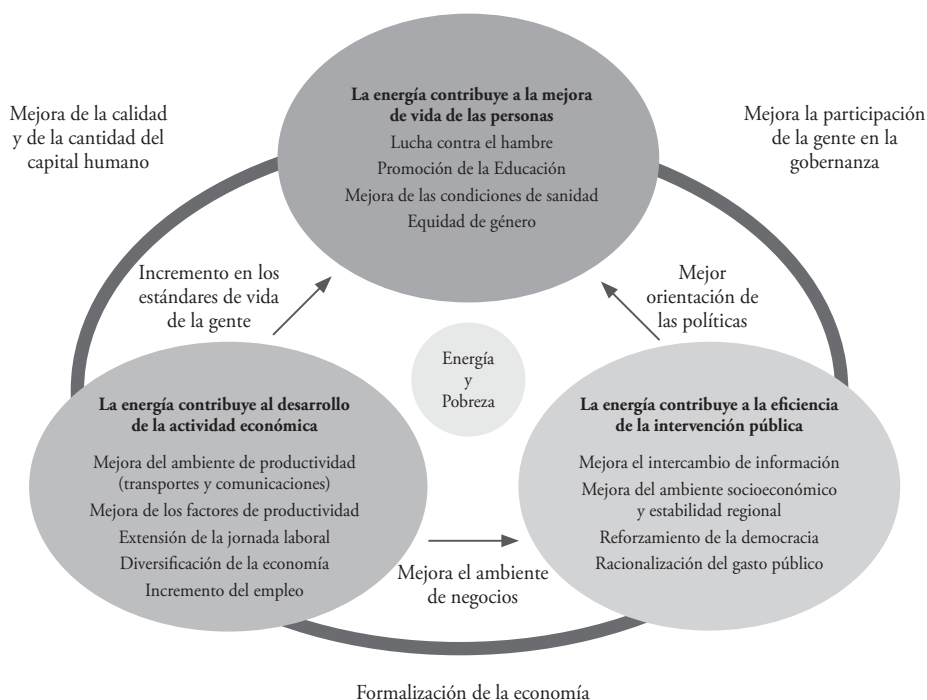 La energía contribuye a la mejora
de vida de las personas
Lucha contra el hambre
Promoción de la Educación
Mejora de las condiciones de sanidad
Equidad de género
Mejora de la calidad
y de la cantidad del
capital humano
Mejora la participación
de la gente en la
gobernanza
Incremento en los
estándares de vida
de la gente
Mejor
orientación de
las políticas
Energía
y
Pobreza
La energía contribuye al desarrollo
de la actividad económica
Mejora del ambiente de productividad
(transportes y comunicaciones)
Mejora de los factores de productividad
Extensión de la jornada laboral
Diversificación de la economía
Incremento del empleo
La energía contribuye a la eficiencia
de la intervención pública
Mejora el intercambio de información
Mejora del ambiente socioeconómico
y estabilidad regional
Reforzamiento de la democracia
Racionalización del gasto público
Mejora el ambiente
de negocios
Formalización de la economía